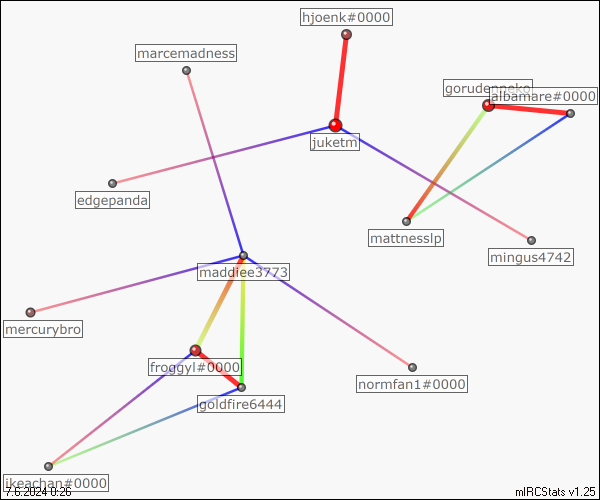 hjoenk#0000
marcemadness
gorudenneko
albamare#0000
juketm
edgepanda
mattnesslp
mingus4742
maddiee3773
mercurybro
froggyl#0000
normfan1#0000
goldfire6444
ikeachan#0000
7.6.2024 0:26
mIRCStats v1.25